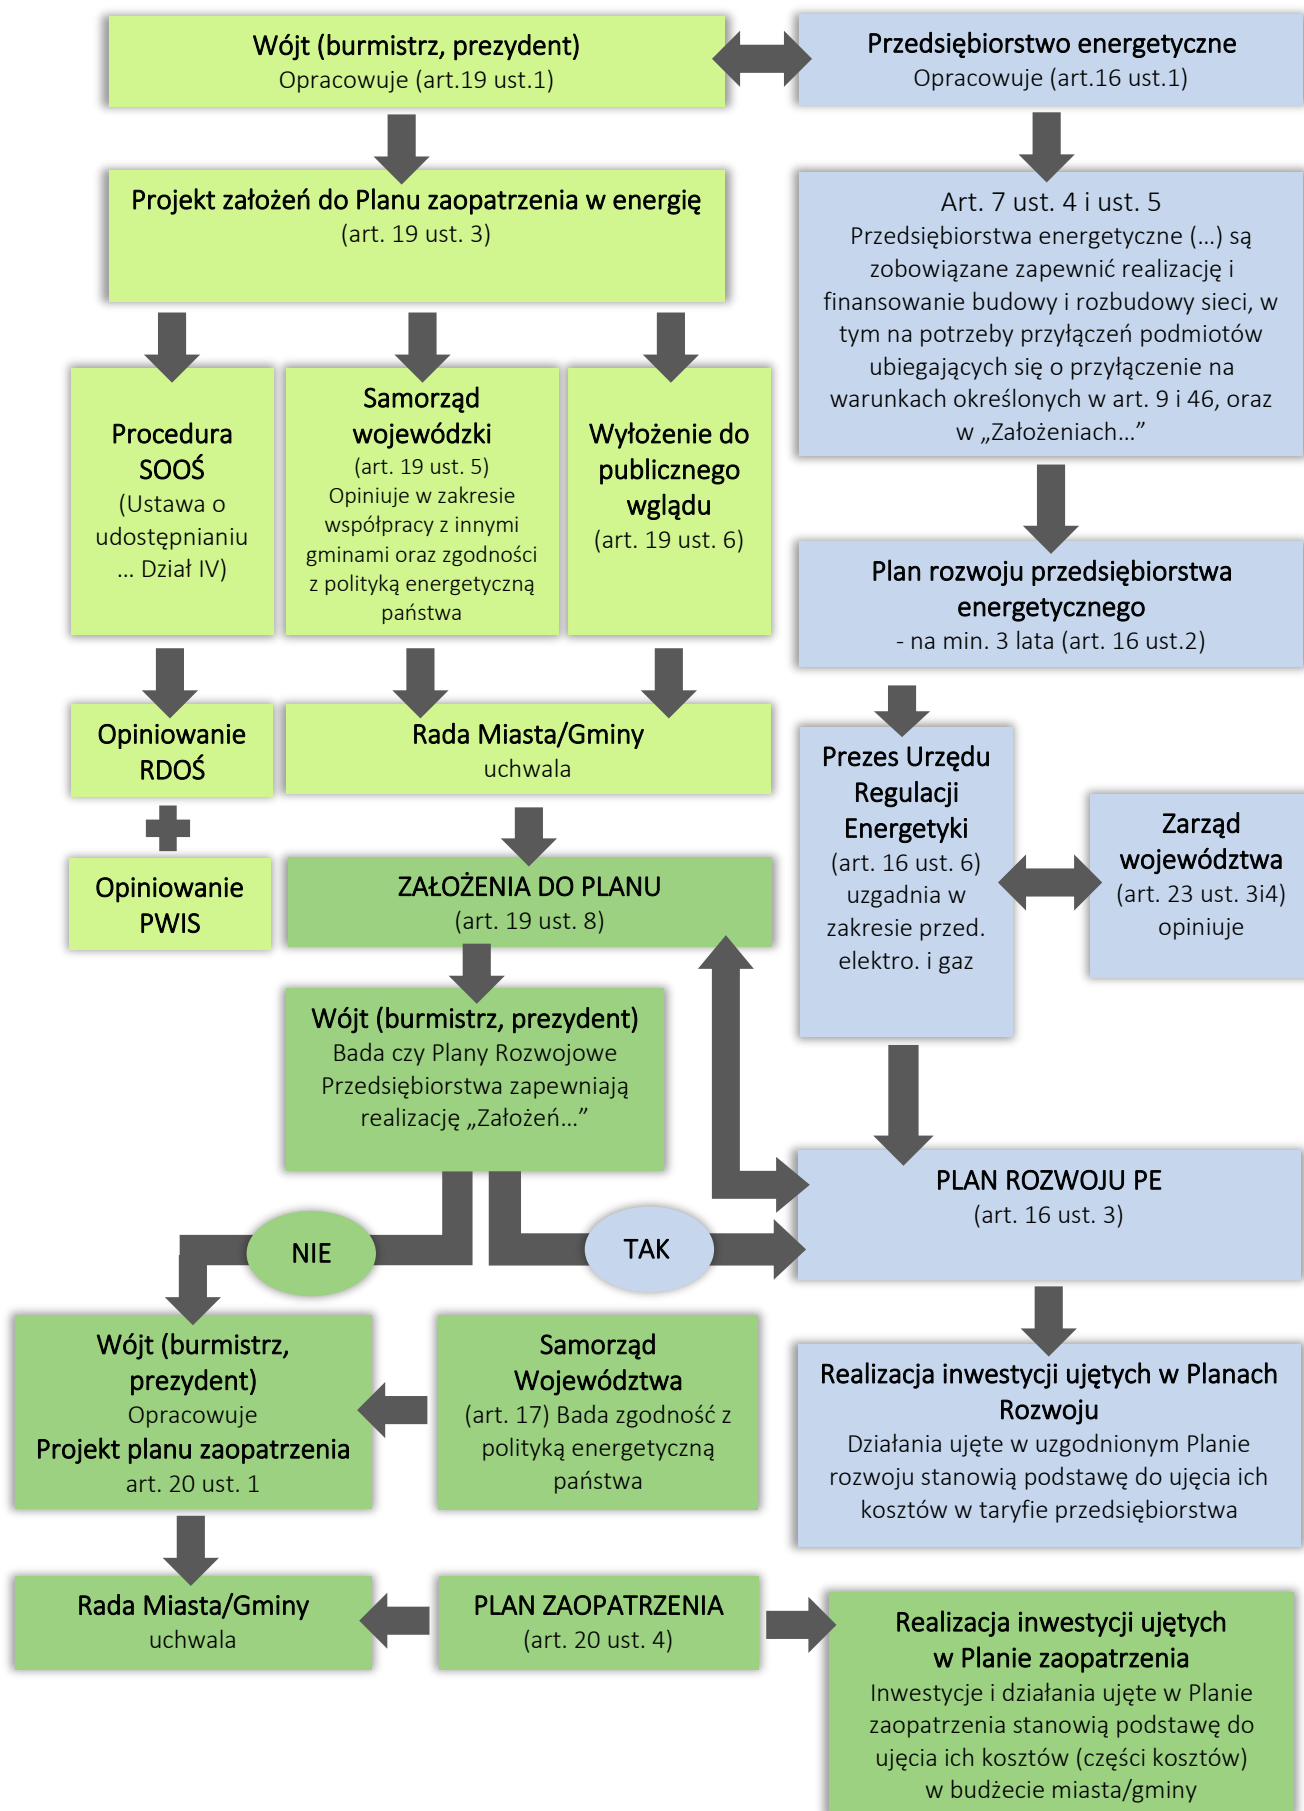 Wójt (burmistrz, prezydent)
Opracowuje (art.19 ust.1)
Przedsiębiorstwo energetyczne
Opracowuje (art.16 ust.1)
Projekt założeń do Planu zaopatrzenia w energię
(art. 19 ust. 3)
Art. 7 ust. 4 i ust. 5
Przedsiębiorstwa energetyczne (...) są
zobowiązane zapewnić realizację i
finansowanie budowy i rozbudowy sieci, w
tym na potrzeby przyłączeń podmiotów
ubiegających się o przyłączenie na
warunkach określonych w art. 9 i 46, oraz
w „Założeniach...”
Procedura
SOOŚ
(Ustawa o
udostępnianiu
... Dział IV)
Samorząd
wojewódzki
(art. 19 ust. 5)
Opiniuje w zakresie
współpracy z innymi
gminami oraz zgodności
z polityką energetyczną
państwa
Wyłożenie do
publicznego
wglądu
(art. 19 ust. 6)
Plan rozwoju przedsiębiorstwa
energetycznego
- na min. 3 lata (art. 16 ust.2)
Opiniowanie
RDOŚ
Rada Miasta/Gminy
uchwala
Prezes Urzędu
Regulacji
Energetyki
(art. 16 ust. 6)
uzgadnia w
zakresie przed.
elektro. i gaz
Zarząd
województwa
(art. 23 ust. 3i4)
opiniuje
Opiniowanie
PWIS
ZAŁOŻENIA DO PLANU
(art. 19 ust. 8)
Wójt (burmistrz, prezydent)
Bada czy Plany Rozwojowe
Przedsiębiorstwa zapewniają
realizację „Założeń...”
PLAN ROZWOJU PE
(art. 16 ust. 3)
NIE
TAK
Wójt (burmistrz,
prezydent)
Opracowuje
Projekt planu zaopatrzenia
art. 20 ust. 1
Samorząd
Województwa
(art. 17) Bada zgodność z
polityką energetyczną
państwa
Realizacja inwestycji ujętych w Planach
Rozwoju
Działania ujęte w uzgodnionym Planie
rozwoju stanowią podstawę do ujęcia ich
kosztów w taryfie przedsiębiorstwa
Rada Miasta/Gminy
uchwala
PLAN ZAOPATRZENIA
(art. 20 ust. 4)
Realizacja inwestycji ujętych
w Planie zaopatrzenia
Inwestycje i działania ujęte w Planie
zaopatrzenia stanowią podstawę do
ujęcia ich kosztów (części kosztów)
w budżecie miasta/gminy